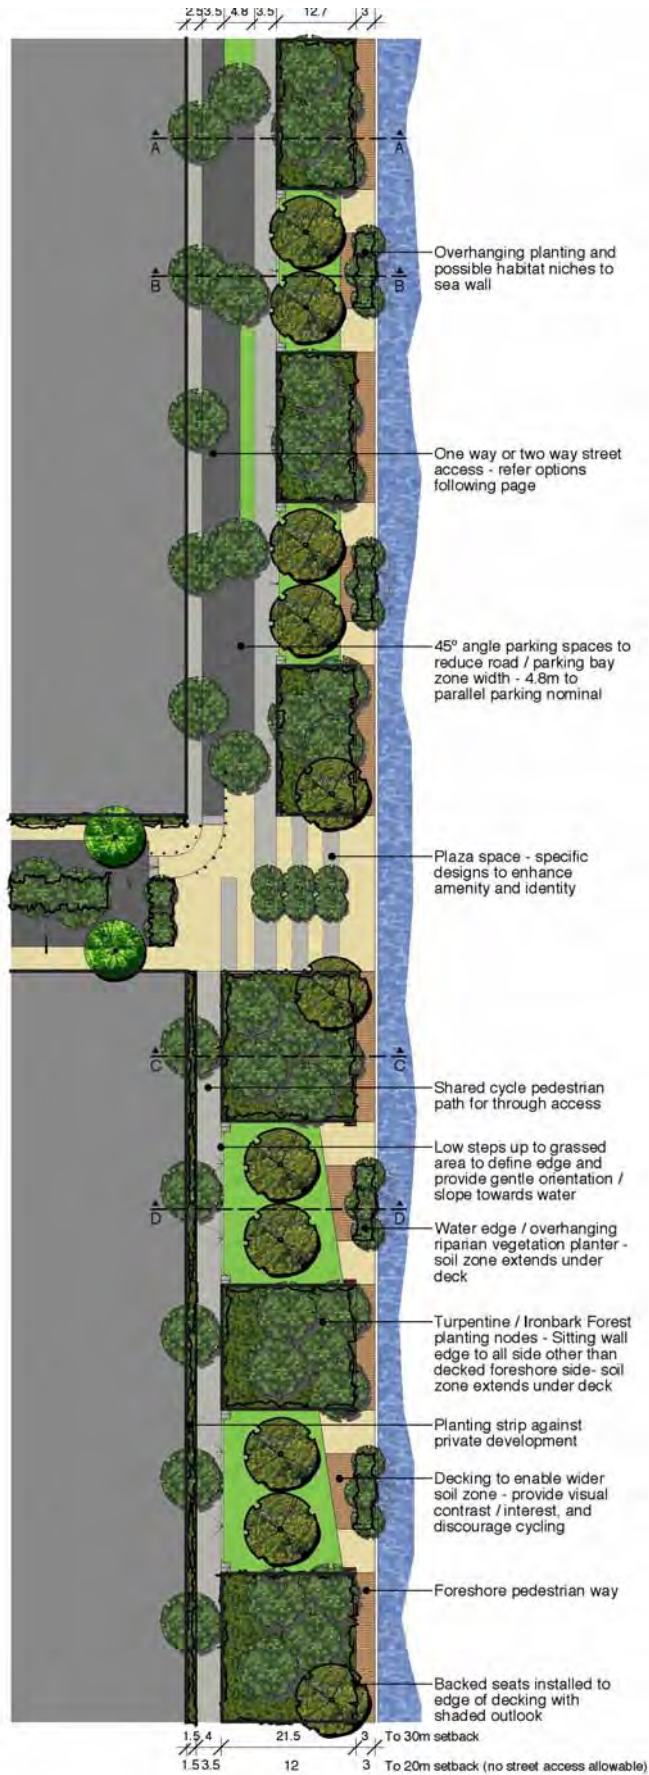 2.5 3.5 4.8 3.5 12.7 3
A A
B B
Overhanging planting and
possible habitat niches to
sea wall
One way or two way street
access - refer options
following page
45º angle parking spaces to
reduce road / parking bay
zone width - 4.8m to
parallel parking nominal
Plaza space - specific
designs to enhance
amenity and identity
C C
Shared cycle pedestrian
path for through access
Low steps up to grassed
area to define edge and
provide gentle orientation /
slope towards water
D D
Water edge / overhanging
riparian vegetation planter -
soil zone extends under
deck
Turpentine / Ironbark Forest
planting nodes - Sitting wall
edge to all side other than
decked foreshore side- soil
zone extends under deck
Planting strip against
private development
Decking to enable wider
soil zone - provide visual
contrast / interest, and
discourage cycling
Foreshore pedestrian way
Backed seats installed to
edge of decking with
shaded outlook
1.5 4 21.5 3 To 30m setback
1.5 3.5 12 3 To 20m setback (no street access allowable)